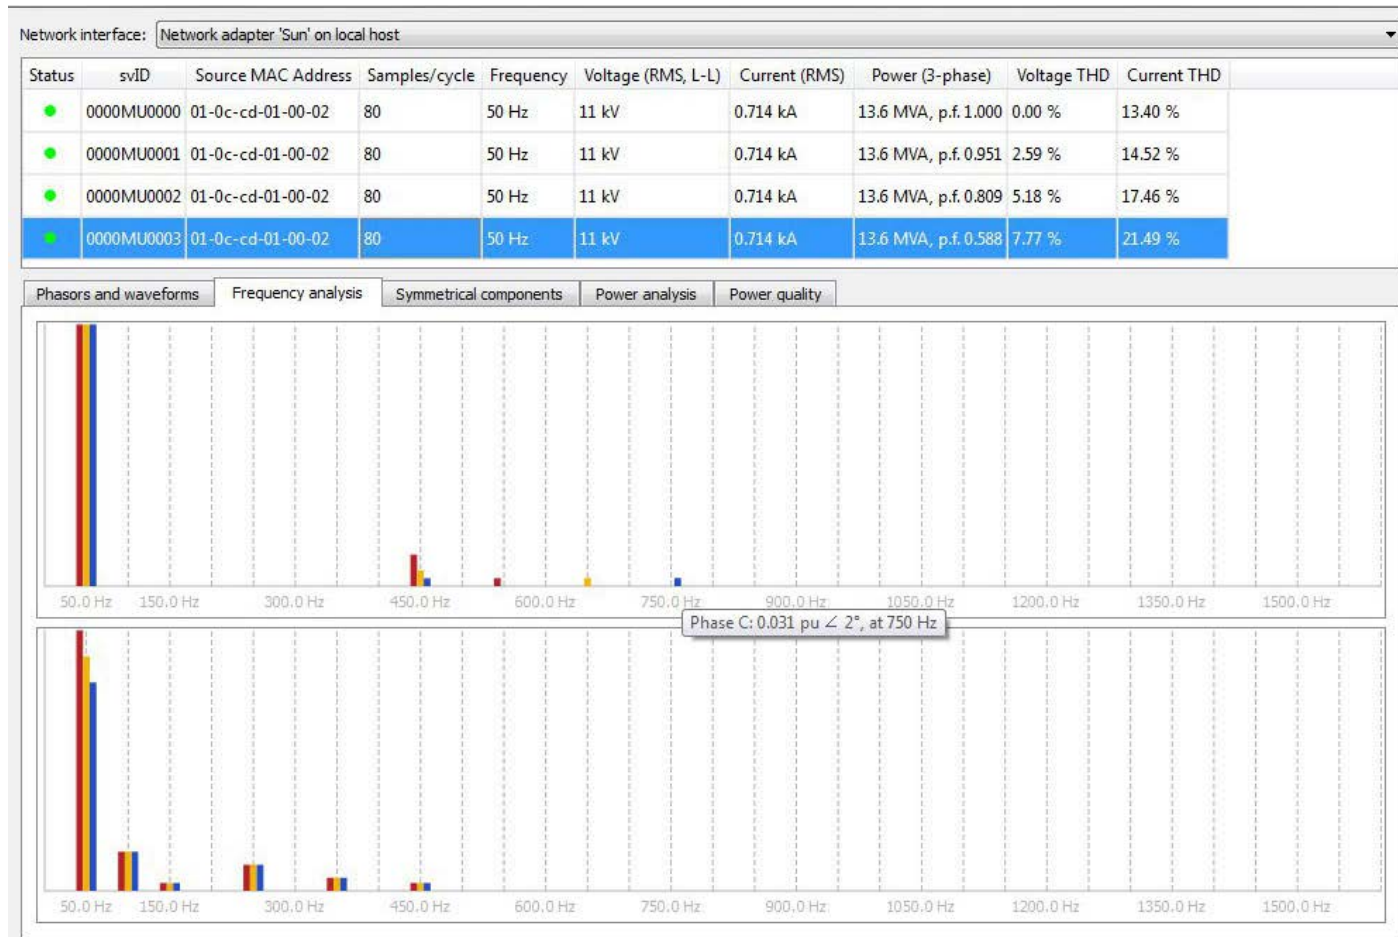 Network interface: Network adapter 'Sun' on local host
Status svID Source MAC Address Samples/cycle Frequency Voltage (RMS, L-L) Current (RMS) Power (3-phase) Voltage THD Current THD
0000MU0000 01-0c-cd-01-00-02 80 50 Hz 11 kV 0.714 kA 13.6 MVA, p.f. 1.000 0.00 % 13.40 %
0000MU0001 01-0c-cd-01-00-02 80 50 Hz 11 kV 0.714 kA 13.6 MVA, p.f. 0.951 2.59 % 14.52 %
0000MU0002 01-0c-cd-01-00-02 80 50 Hz 11 kV 0.714 kA 13.6 MVA, p.f. 0.809 5.18 % 17.46 %
0000MU0003 01-0c-cd-01-00-02 80 50 Hz 11 kV 0.714 kA 13.6 MVA, p.f. 0.588 7.77 % 21.49 %
Phasors and waveforms Frequency analysis Symmetrical components Power analysis Power quality
50.0 Hz 150.0 Hz 300.0 Hz 450.0 Hz 600.0 Hz 750.0 Hz 900.0 Hz 1050.0 Hz 1200.0 Hz 1350.0 Hz 1500.0 Hz
Phase C: 0.031 pu ∠ 2°, at 750 Hz
50.0 Hz 150.0 Hz 300.0 Hz 450.0 Hz 600.0 Hz 750.0 Hz 900.0 Hz 1050.0 Hz 1200.0 Hz 1350.0 Hz 1500.0 Hz